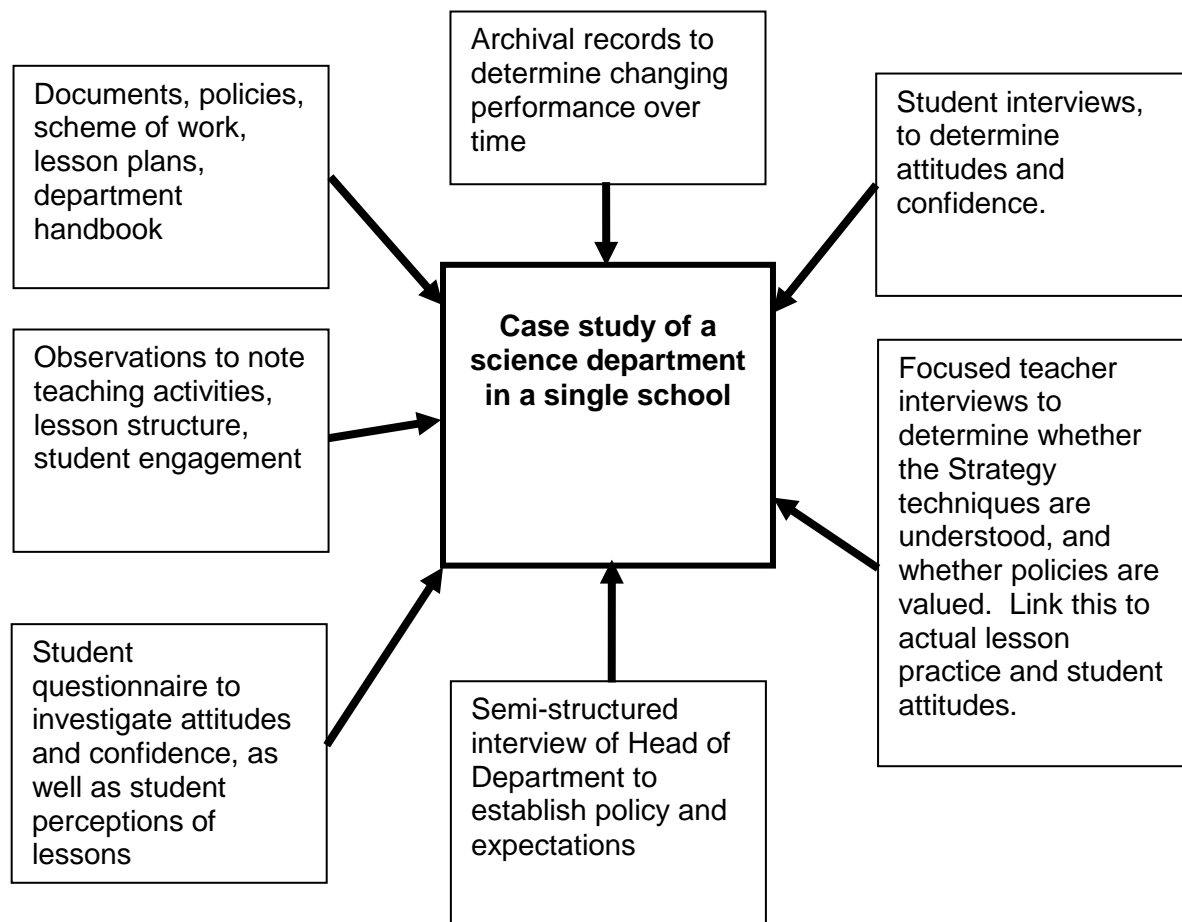 Archival records to
determine changing
performance over
time
Documents, policies,
scheme of work,
lesson plans,
department
handbook
Student interviews,
to determine
attitudes and
confidence.
Case study of a
science department
in a single school
Observations to note
teaching activities,
lesson structure,
student engagement
Focused teacher
interviews to
determine whether
the Strategy
techniques are
understood, and
whether policies are
valued.  Link this to
actual lesson
practice and student
attitudes.
Student
questionnaire to
investigate attitudes
and confidence, as
well as student
perceptions of
lessons
Semi-structured
interview of Head of
Department to
establish policy and
expectations